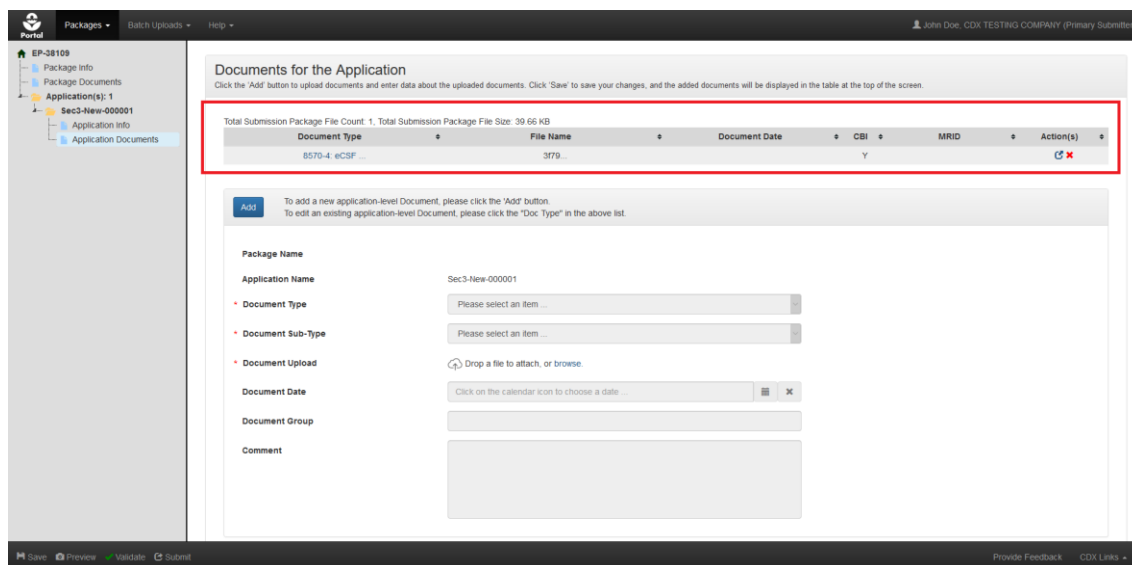 Portal Packages Batch Uploads Help John Doe, CDX TESTING COMPANY (Primary Submitter
EP-38109
Package Info
Package Documents
Application(s): 1
Sec3-New-000001
Application Info
Application Documents
Documents for the Application
Click the 'Add' button to upload documents and enter data about the uploaded documents. Click 'Save' to save your changes, and the added documents will be displayed in the table at the top of the screen.
Total Submission Package File Count: 1, Total Submission Package File Size: 39.66 KB
Document Type File Name Document Date CBI MRID Action(s)
8570-4: eCSF ... 3f79... Y
Add
To add a new application-level Document, please click the 'Add' button.
To edit an existing application-level Document, please click the "Doc Type" in the above list.
Package Name
Application Name Sec3-New-000001
* Document Type Please select an item ...
* Document Sub-Type Please select an item ...
* Document Upload Drop a file to attach, or browse.
Document Date Click on the calendar icon to choose a date ...
Document Group
Comment
Save Preview Validate Submit Provide Feedback CDX Links